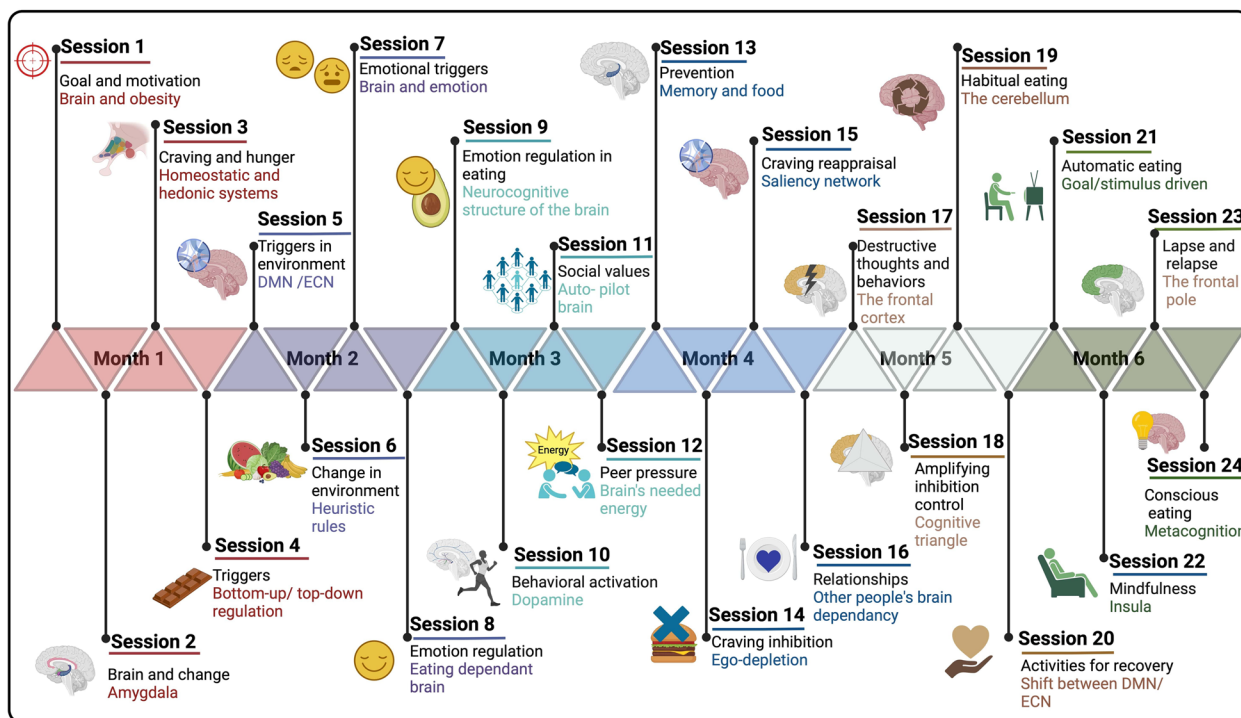 Session 1
Goal and motivation
Brain and obesity
Session 3
Craving and hunger
Homeostatic and
hedonic systems
Session 5
Triggers in
environment
DMN /ECN
Session 7
Emotional triggers
Brain and emotion
Session 9
Emotion regulation in
eating
Neurocognitive
structure of the brain
Session 11
Social values
Auto- pilot
brain
Session 13
Prevention
Memory and food
Session 15
Craving reappraisal
Saliency network
Session 17
Destructive
thoughts and
behaviors
The frontal
cortex
Session 19
Habitual eating
The cerebellum
Session 21
Automatic eating
Goal/stimulus driven
Session 23
Lapse and
relapse
The frontal
pole
Month 1
Month 2
Month 3
Month 4
Month 5
Month 6
Session 2
Brain and change
Amygdala
Session 4
Triggers
Bottom-up/ top-down
regulation
Session 6
Change in
environment
Heuristic
rules
Session 8
Emotion regulation
Eating dependant
brain
Session 10
Behavioral activation
Dopamine
Energy
Session 12
Peer pressure
Brain's needed
energy
Session 14
Craving inhibition
Ego-depletion
Session 16
Relationships
Other people's brain
dependancy
Session 18
Amplifying
inhibition
control
Cognitive
triangle
Session 20
Activities for recovery
Shift between DMN/
ECN
Session 22
Mindfulness
Insula
Session 24
Conscious
eating
Metacognition